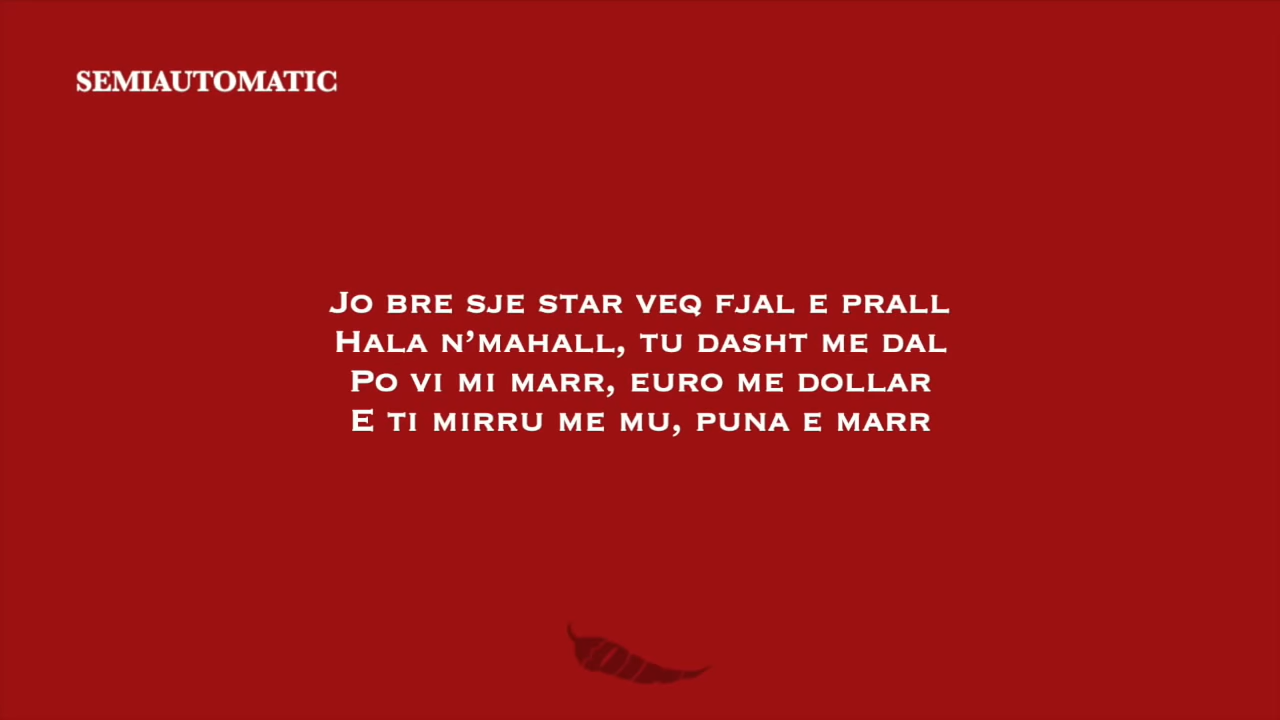 SEMIAUTOMATIC
Jo bre sje star veq fjal e prall
Hala n’mahall, tu dasht me dal
Po vi mi marr, euro me dollar
E ti mirru me mu, puna e marr